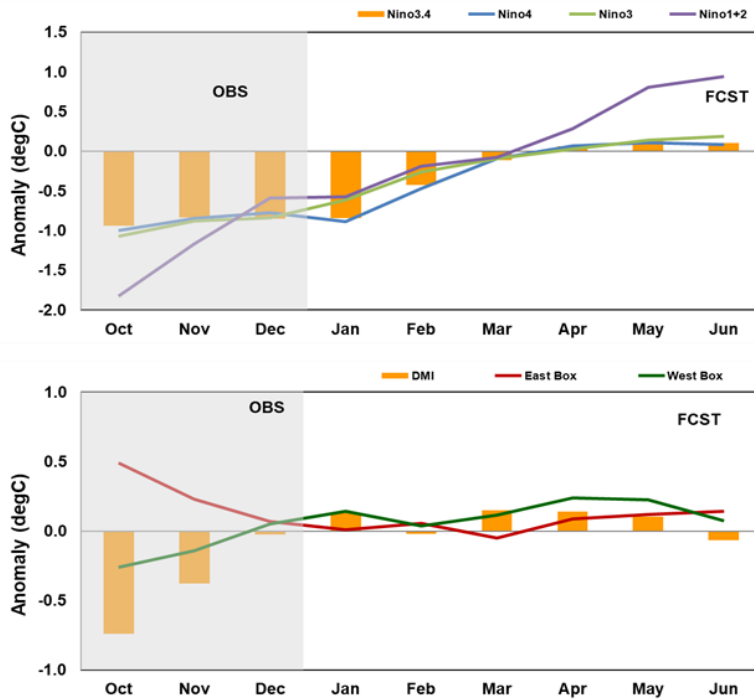 Nino3.4 Nino4 Nino3 Nino1+2
1.5
OBS
FCST
1.0
0.5
0.0
-0.5
-1.0
-1.5
-2.0
Anomaly (degC)
Oct Nov Dec Jan Feb Mar Apr May Jun
DMI East Box West Box
1.0
OBS
FCST
0.5
0.0
-0.5
-1.0
Anomaly (degC)
Oct Nov Dec Jan Feb Mar Apr May Jun